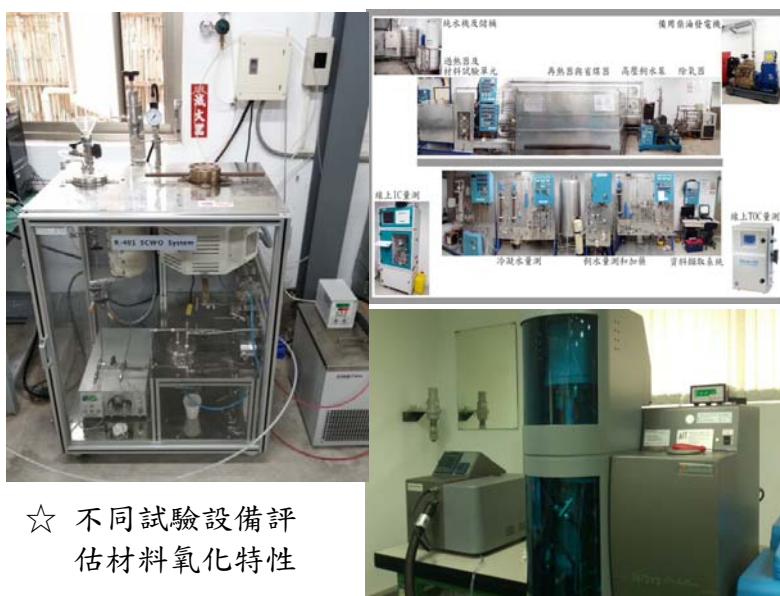 滅火器
R-401 SCWO System
純水機及儲桶
備用柴油發電機
過熱器及
材料試驗單元
再熱器與省煤器
高壓飼水泵
除氧器
線上IC量測
線上TOC量測
冷凝水量測
飼水量測和加藥
資料擷取系統
☆ 不同試驗設備評
估材料氧化特性